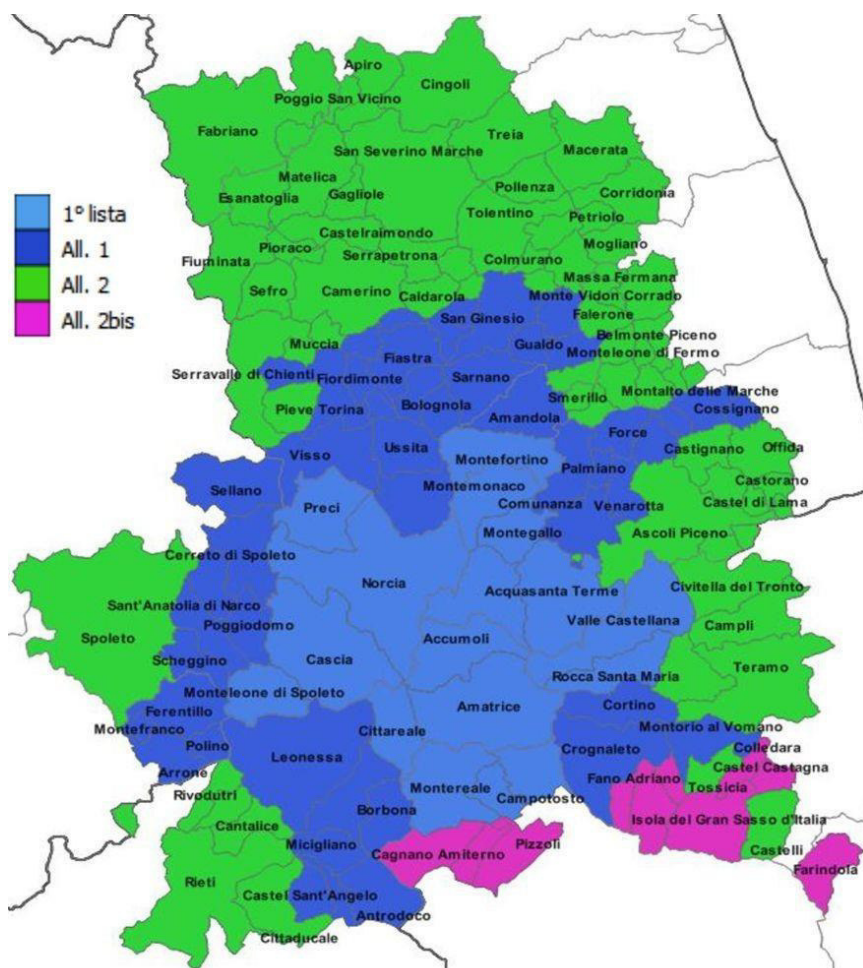 Apiro
Cingoli
Poggio San Vicino
Fabriano
Treia
San Severino Marche
Macerata
Matelica
Pollenza
Esanatoglia
Gagliole
Corridonia
1° lista
Tolentino
Petriolo
All. 1
Castelraimondo
Mogliano
Pioraco
Serrapetrona
Colmurano
Fiuminata
All. 2
Massa Fermana
Sefro
Camerino
Caldarola
Monte Vidon Corrado
All. 2bis
San Ginesio
Falerone
Belmonte Piceno
Muccia
Gualdo
Monteleone di Fermo
Fiastra
Serravalle di Chienti
Fiordimonte
Sarnano
Smerillo
Montalto delle Marche
Pieve Torina
Bolognola
Cossignano
Amandola
Force
Visso
Ussita
Castignano
Offida
Montefortino
Palmiano
Sellano
Montemonaco
Castorano
Preci
Comunanza
Venarotta
Castel di Lama
Montegallo
Ascoli Piceno
Cerreto di Spoleto
Norcia
Acquasanta Terme
Civitella del Tronto
Sant'Anatolia di Narco
Poggiodomo
Valle Castellana
Campli
Spoleto
Accumoli
Scheggino
Cascia
Teramo
Rocca Santa Maria
Monteleone di Spoleto
Ferentillo
Amatrice
Cortino
Montefranco
Cittareale
Montorio al Vomano
Polino
Leonessa
Crognaleto
Colledara
Arrone
Fano Adriano
Castel Castagna
Rivodutri
Montereale
Tossicia
Campotosto
Borbona
Cantalice
Isola del Gran Sasso d'Italia
Micigliano
Pizzoli
Cagnano Amiterno
Castelli
Rieti
Farindola
Castel Sant'Angelo
Antrodoco
Cittaducale